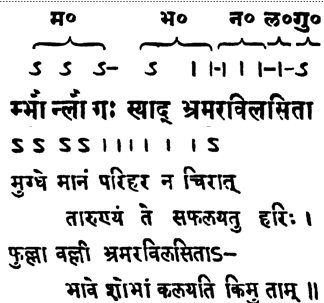 म० भ० न० ल०गु०
ऽ ऽ ऽ– ऽ ।।–।।।–।–ऽ
म्भौ न्लौ गः स्याद् भ्रमरविलसिता
ऽ ऽ ऽ ऽ ।।।।। ।ऽ
मुग्धे मानं परिहर न चिरात्
तारुण्यं ते सफलयतु हरिः ।
फुल्ला वल्ली भ्रमरविलसिताऽ–
भावे शोभां कलयति किमु ताम् ॥